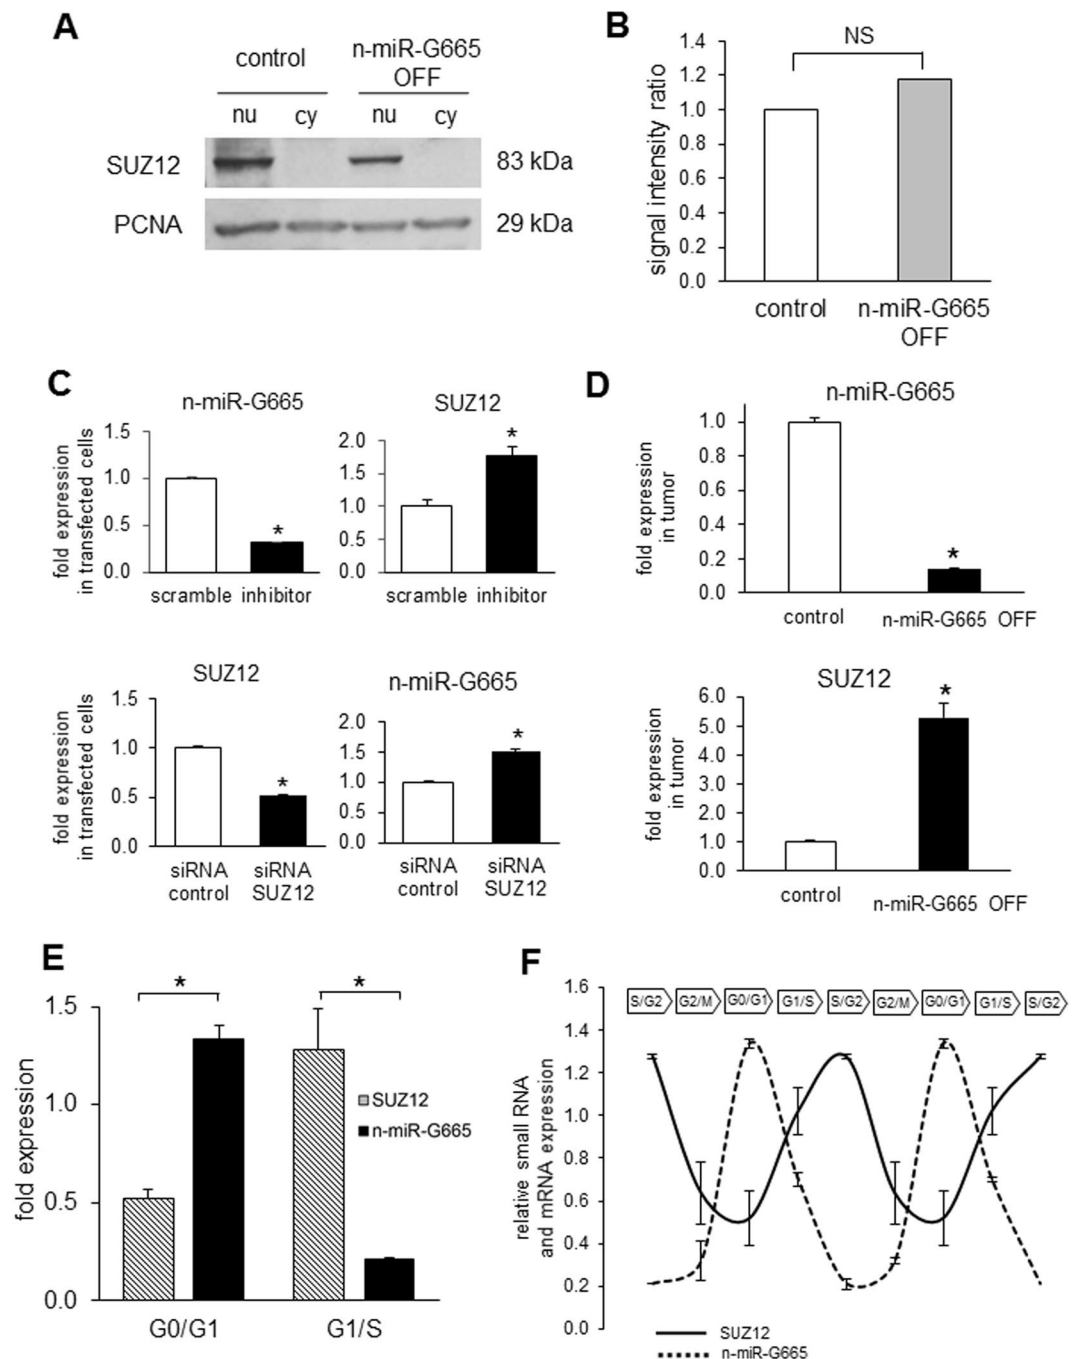 A
control
n-miR-G665
OFF
nu cy nu cy
SUZ12 83 kDa
PCNA 29 kDa
B
signal intensity ratio
1.4
1.2
1.0
0.8
0.6
0.4
0.2
0.0
NS
control
n-miR-G665
OFF
C
n-miR-G665
fold expression
in transfected cells
1.5
1.0
0.5
0.0
*
scramble inhibitor
SUZ12
2.0
1.5
1.0
0.5
0.0
*
scramble inhibitor
SUZ12
fold expression
in transfected cells
1.5
1.0
0.5
0.0
*
siRNA siRNA
control SUZ12
n-miR-G665
2.0
1.5
1.0
0.5
0.0
*
siRNA siRNA
control SUZ12
D
n-miR-G665
fold expression
in tumor
1.0
0.8
0.6
0.4
0.2
0.0
*
control n-miR-G665 OFF
SUZ12
fold expression
in tumor
6.0
5.0
4.0
3.0
2.0
1.0
0.0
*
control n-miR-G665 OFF
E
fold expression
1.5
1.0
0.5
0.0
* *
SUZ12
n-miR-G665
G0/G1 G1/S
F
relative small RNA
and mRNA expression
1.6
1.4
1.2
1.0
0.8
0.6
0.4
0.2
0.0
S/G2 G2/M G0/G1 G1/S S/G2 G2/M G0/G1 G1/S S/G2
SUZ12
n-miR-G665